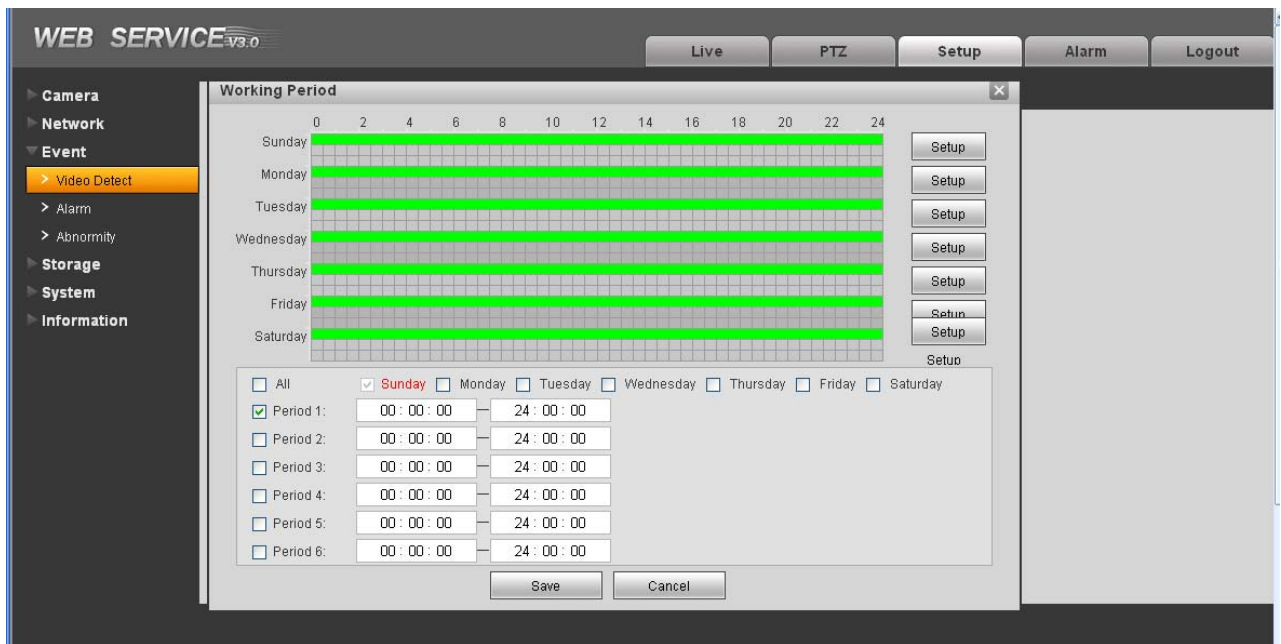 WEB SERVICE V3.0
Live PTZ Setup Alarm Logout
Camera
Network
Event
> Video Detect
> Alarm
> Abnormity
Storage
System
Information
Working Period
0 2 4 6 8 10 12 14 16 18 20 22 24
Sunday Setup
Monday Setup
Tuesday Setup
Wednesday Setup
Thursday Setup
Friday Setup
Saturday Setup
Setup
All Sunday Monday Tuesday Wednesday Thursday Friday Saturday
Period 1: 00 : 00 : 00 — 24 : 00 : 00
Period 2: 00 : 00 : 00 — 24 : 00 : 00
Period 3: 00 : 00 : 00 — 24 : 00 : 00
Period 4: 00 : 00 : 00 — 24 : 00 : 00
Period 5: 00 : 00 : 00 — 24 : 00 : 00
Period 6: 00 : 00 : 00 — 24 : 00 : 00
Save Cancel